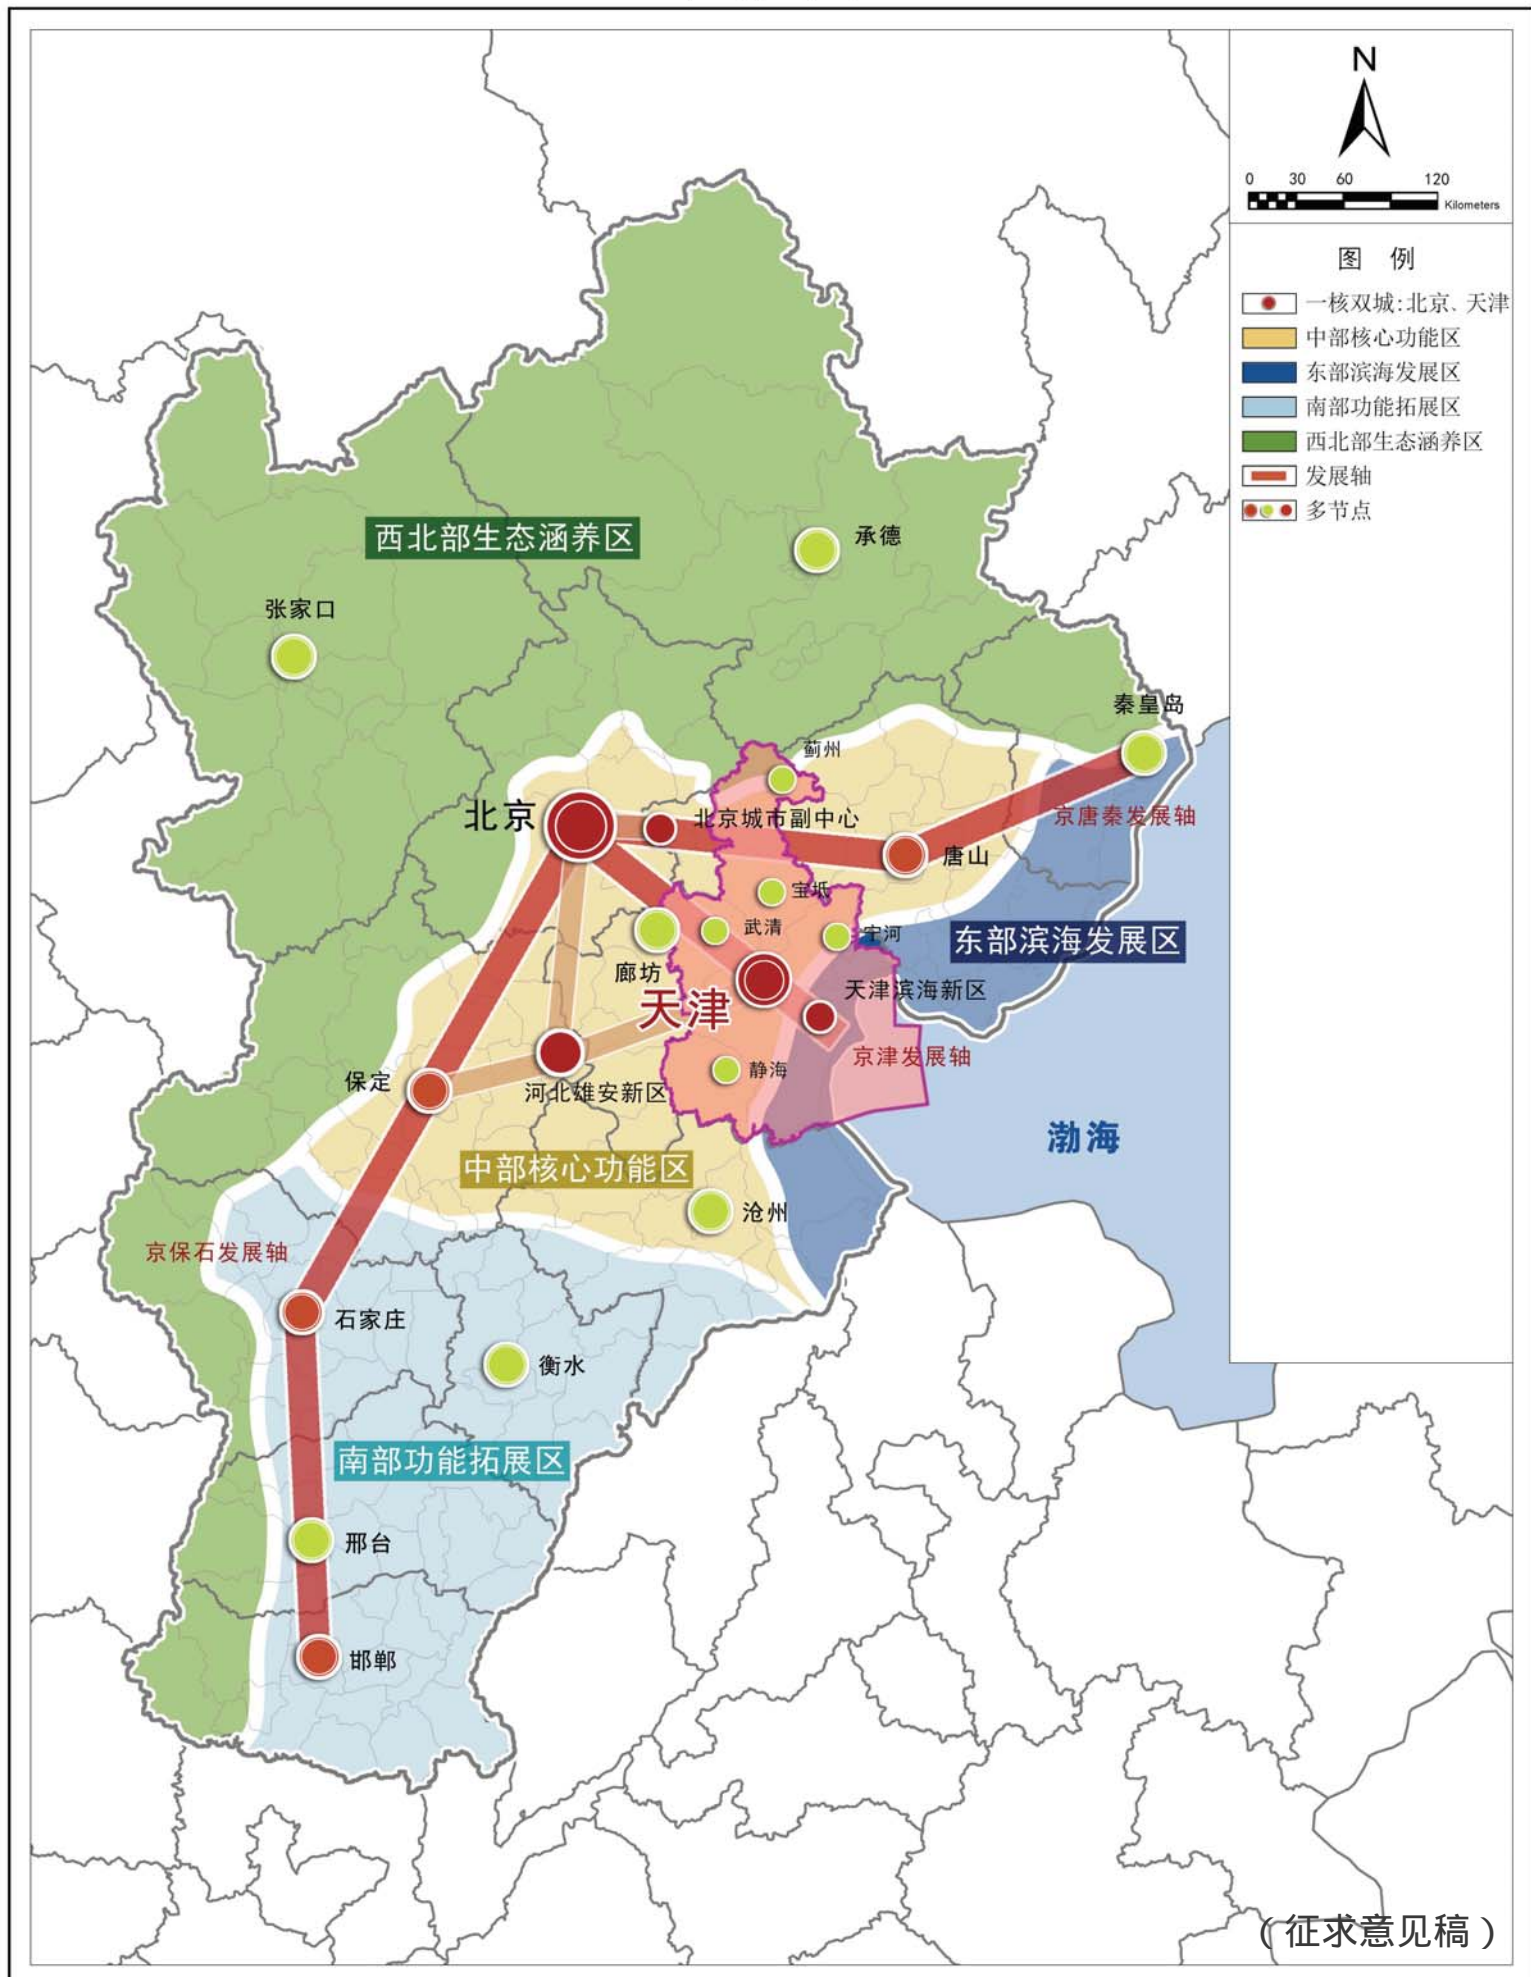 N
0 30 60 120
Kilometers
图 例
一核双城:北京、天津
中部核心功能区
东部滨海发展区
南部功能拓展区
西北部生态涵养区
发展轴
多节点
西北部生态涵养区
承德
张家口
秦皇岛
蓟州
北京
北京城市副中心
京唐秦发展轴
唐山
宝坻
武清
宁河
东部滨海发展区
廊坊
天津
天津滨海新区
京津发展轴
静海
保定
河北雄安新区
渤海
中部核心功能区
沧州
京保石发展轴
石家庄
衡水
南部功能拓展区
邢台
邯郸
(征求意见稿)